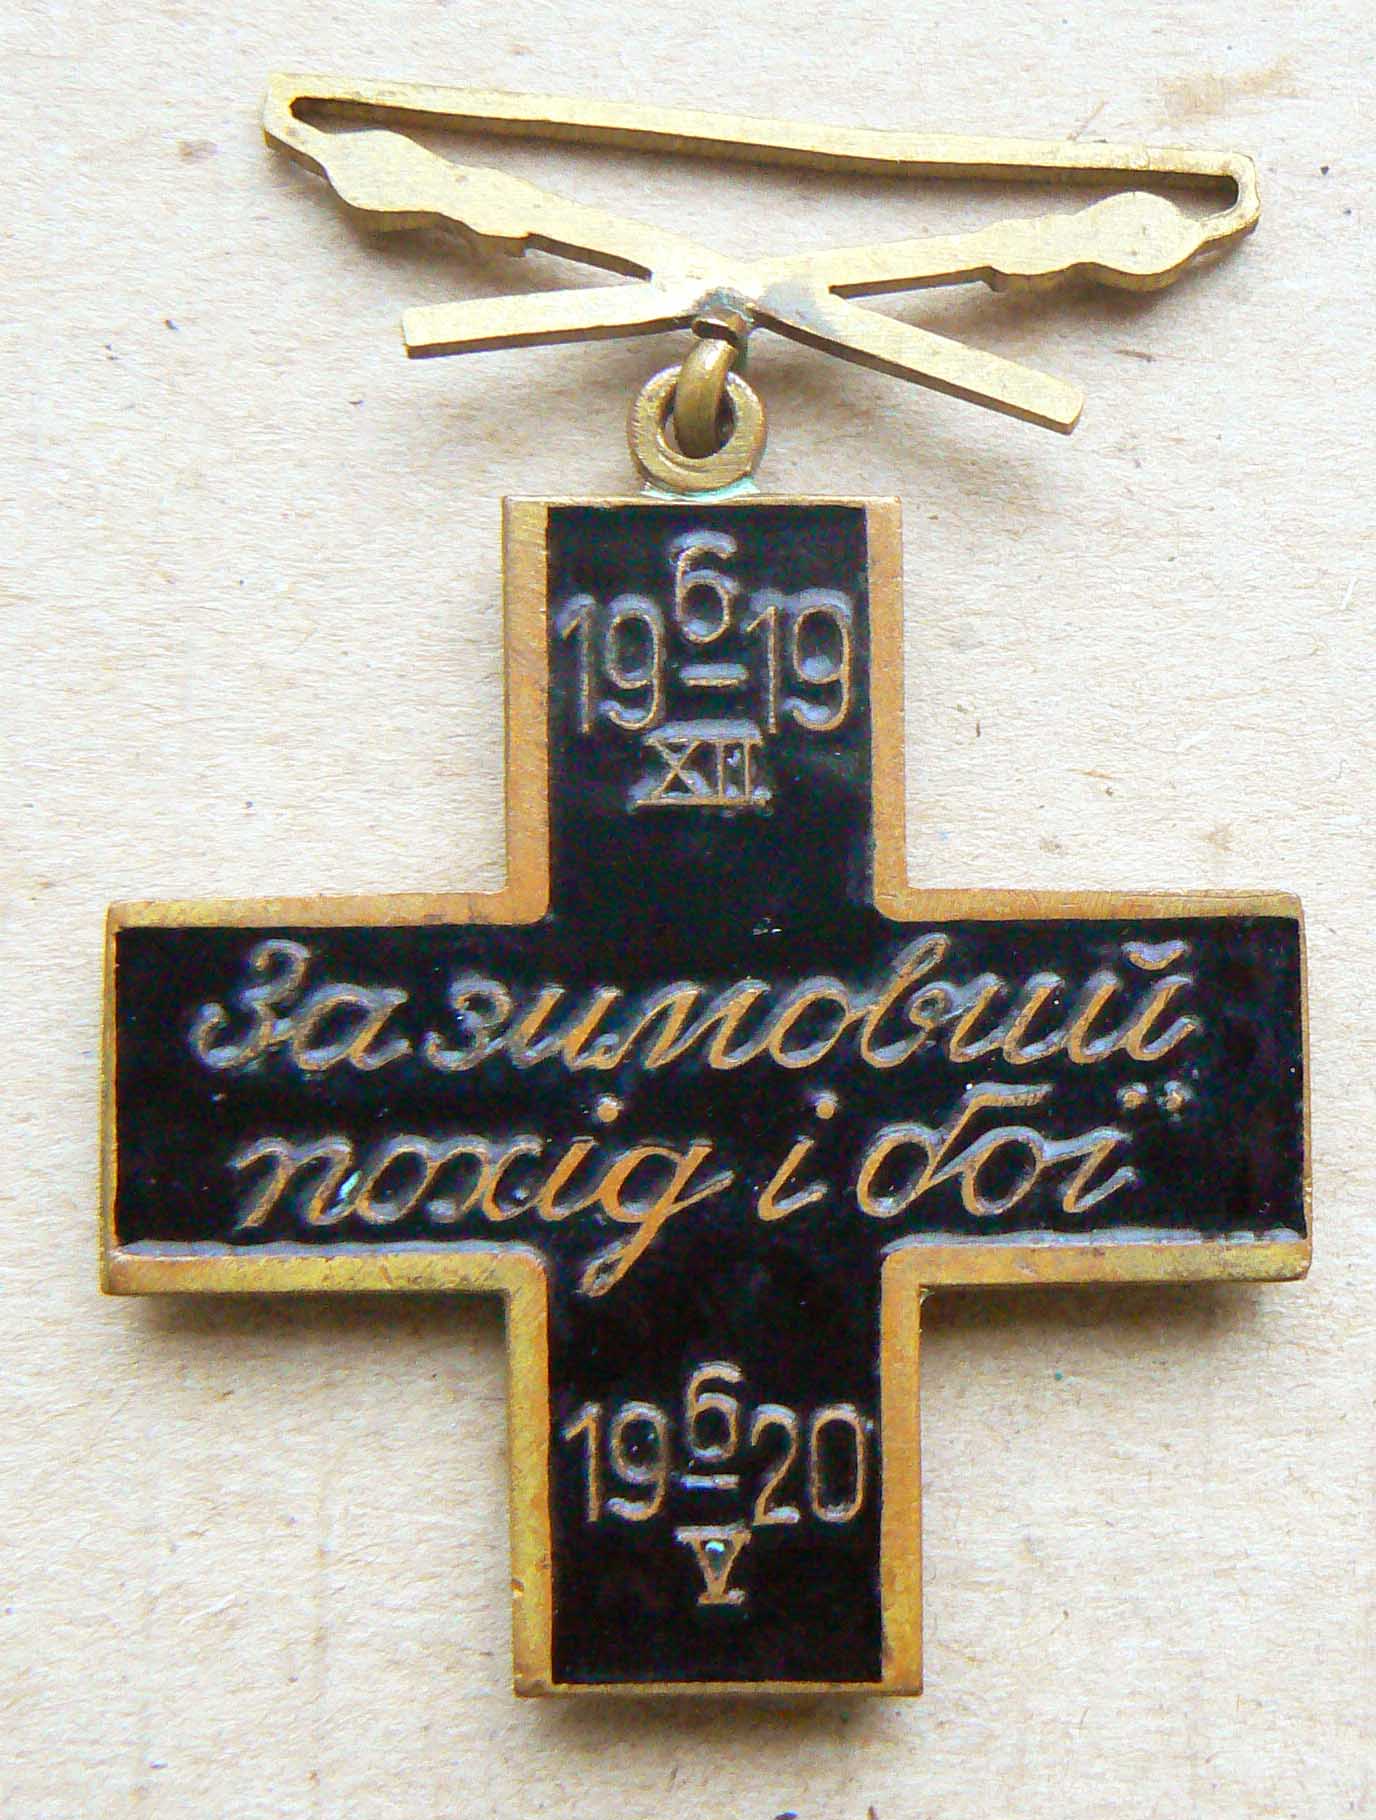 19 6 19
XII
За зимовий
похід і бої
19 6 20
V